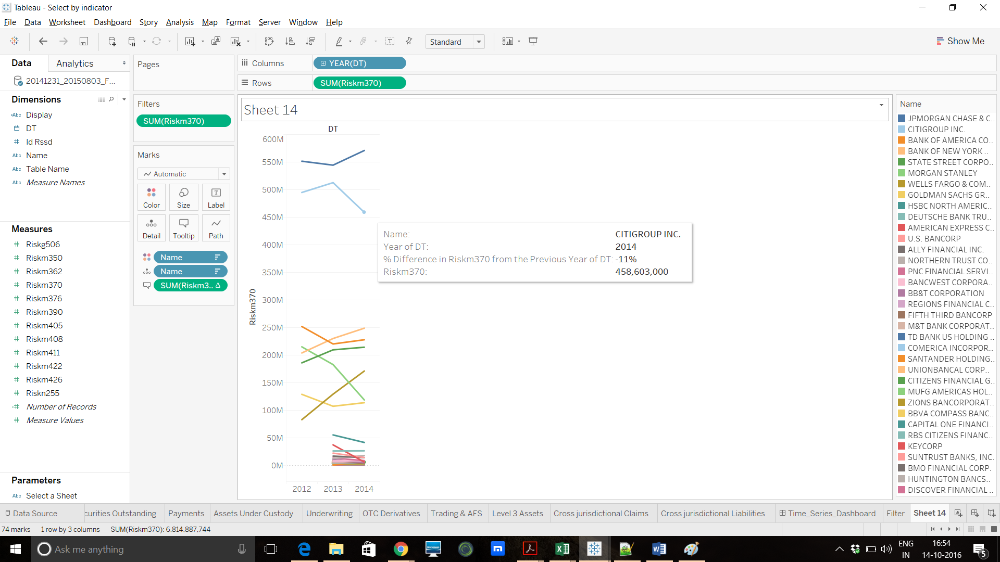 Tableau - Select by indicator
File Data Worksheet Dashboard Story Analysis Map Format Server Window Help
Standard
Show Me
Data
Analytics
20141231_20150803_F...
Dimensions
=Abc Display
DT
# Id Rssd
Abc Name
Abc Table Name
Abc Measure Names
Measures
# Riskg506
# Riskm350
# Riskm362
# Riskm370
# Riskm376
# Riskm390
# Riskm405
# Riskm408
# Riskm411
# Riskm422
# Riskm426
# Riskn255
=# Number of Records
# Measure Values
Parameters
Abc Select a Sheet
Pages
Filters
SUM(Riskm370)
Marks
Automatic
Color Size Label
Detail Tooltip Path
Name
Name
SUM(Riskm3.. Δ
Columns YEAR(DT)
Rows SUM(Riskm370)
Sheet 14
DT
600M
550M
500M
450M
400M
350M
300M
250M
200M
150M
100M
50M
0M
Riskm370
2012 2013 2014
Name: CITIGROUP INC.
Year of DT: 2014
% Difference in Riskm370 from the Previous Year of DT: -11%
Riskm370: 458,603,000
Name
JPMORGAN CHASE & C..
CITIGROUP INC.
BANK OF AMERICA CO..
BANK OF NEW YORK ..
STATE STREET CORPO..
MORGAN STANLEY
WELLS FARGO & COM..
GOLDMAN SACHS GR..
HSBC NORTH AMERIC..
DEUTSCHE BANK TRU..
AMERICAN EXPRESS C..
U.S. BANCORP
ALLY FINANCIAL INC.
NORTHERN TRUST CO..
PNC FINANCIAL SERVI..
BANCWEST CORPORA..
BB&T CORPORATION
REGIONS FINANCIAL C..
FIFTH THIRD BANCORP
M&T BANK CORPORAT..
TD BANK US HOLDING ..
COMERICA INCORPOR..
SANTANDER HOLDING..
UNIONBANCAL CORP..
CITIZENS FINANCIAL G..
MUFG AMERICAS HOL..
ZIONS BANCORPORAT..
BBVA COMPASS BANC..
CAPITAL ONE FINANCI..
RBS CITIZENS FINANC..
KEYCORP
SUNTRUST BANKS, INC.
BMO FINANCIAL CORP.
HUNTINGTON BANCS..
DISCOVER FINANCIAL ..
Data Source curities Outstanding Payments Assets Under Custody Underwriting OTC Derivatives Trading & AFS Level 3 Assets Cross jurisdictional Claims Cross jurisdictional Liabilities Time_Series_Dashboard Filter Sheet 14
74 marks 1 row by 3 columns SUM(Riskm370): 6,814,887,744
Ask me anything
ENG
IN
16:54
14-10-2016
5